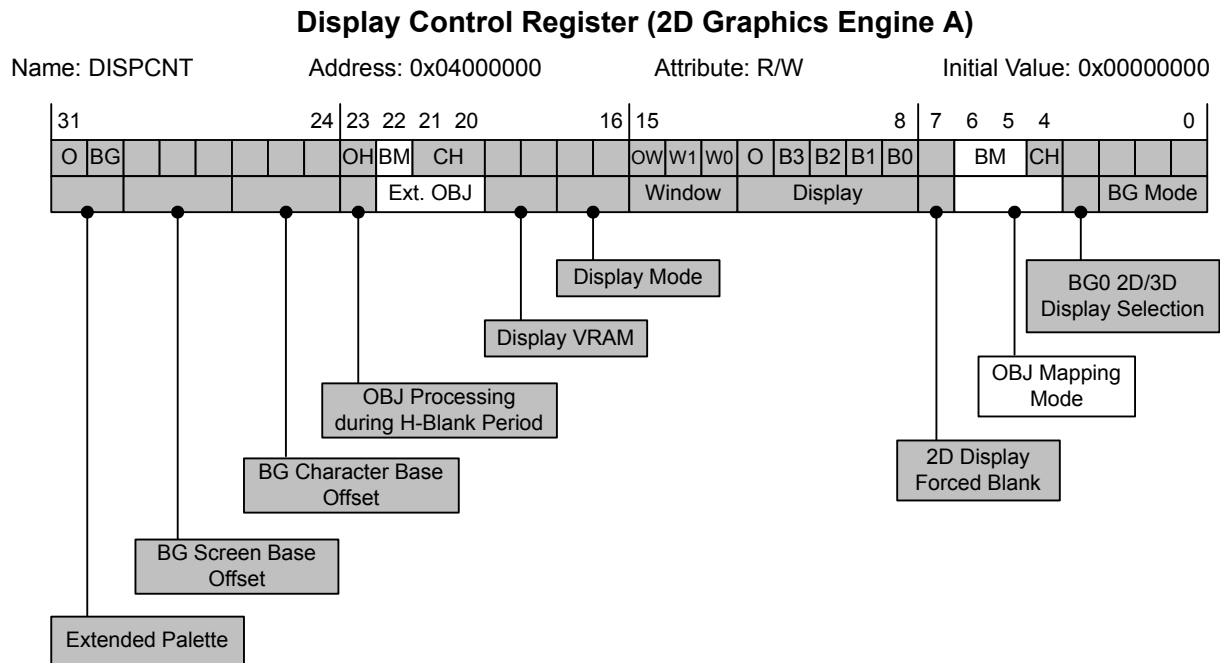 Display Control Register (2D Graphics Engine A)
Name: DISPCNT Address: 0x04000000 Attribute: R/W Initial Value: 0x00000000
31 24 23 22 21 20 16 15 8 7 6 5 4 0
O BG OH BM CH OW W1 W0 O B3 B2 B1 B0 BM CH
Ext. OBJ Window Display BG Mode
Display Mode
BG0 2D/3D
Display Selection
Display VRAM
OBJ Mapping
Mode
OBJ Processing
during H-Blank Period
2D Display
Forced Blank
BG Character Base
Offset
BG Screen Base
Offset
Extended Palette